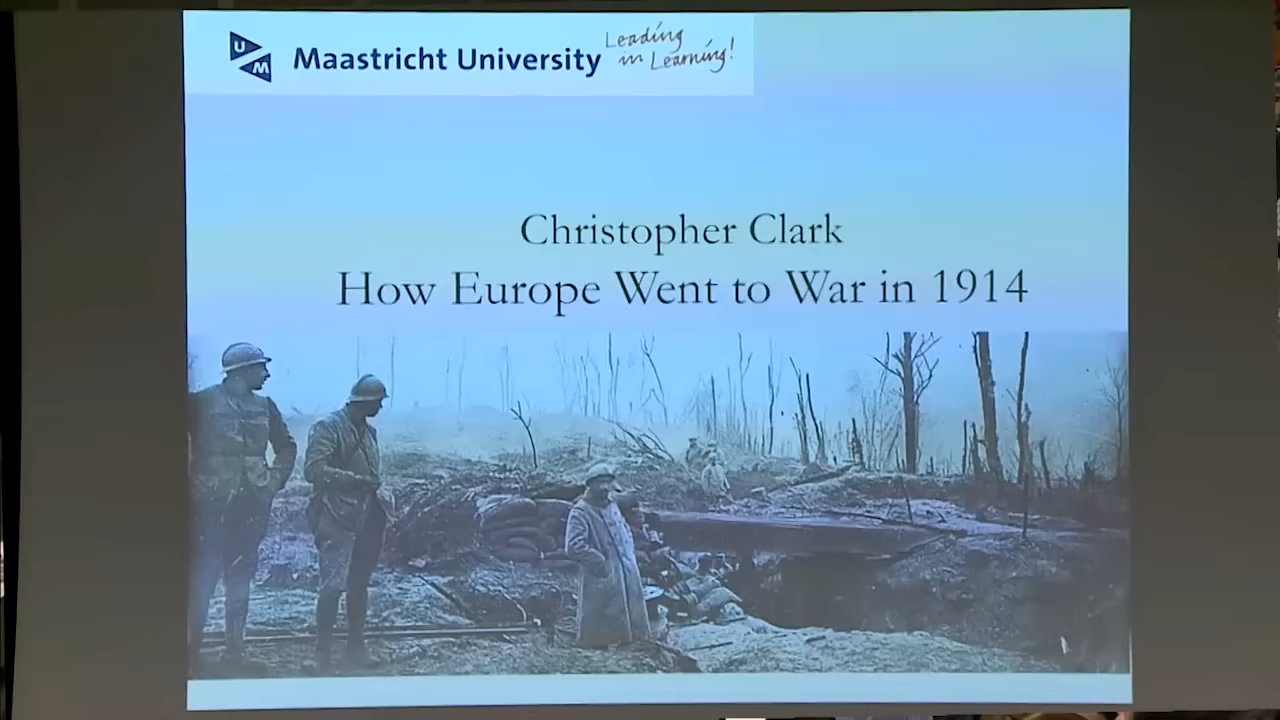 UM
Maastricht University
Leading
in Learning!
Christopher Clark
How Europe Went to War in 1914